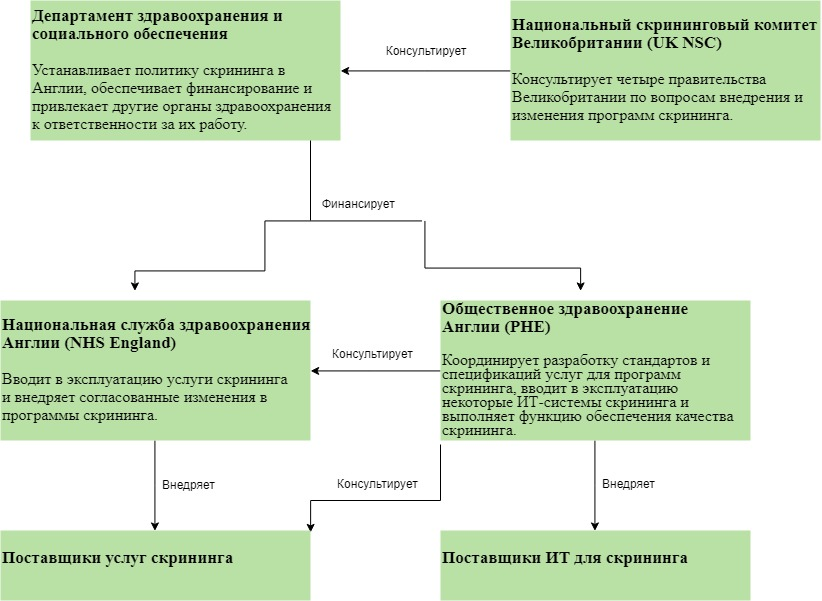 Департамент здравоохранения и
социального обеспечения
Устанавливает политику скрининга в
Англии, обеспечивает финансирование и
привлекает другие органы здравоохранения
к ответственности за их работу.
Консультирует
Национальный скрининговый комитет
Великобритании (UK NSC)
Консультирует четыре правительства
Великобритании по вопросам внедрения и
изменения программ скрининга.
Финансирует
Национальная служба здравоохранения
Англии (NHS England)
Вводит в эксплуатацию услуги скрининга
и внедряет согласованные изменения в
программы скрининга.
Консультирует
Общественное здравоохранение
Англии (PHE)
Координирует разработку стандартов и
спецификаций услуг для программ
скрининга, вводит в эксплуатацию
некоторые ИТ-системы скрининга и
выполняет функцию обеспечения качества
скрининга.
Внедряет
Консультирует
Внедряет
Поставщики услуг скрининга
Поставщики ИТ для скрининга